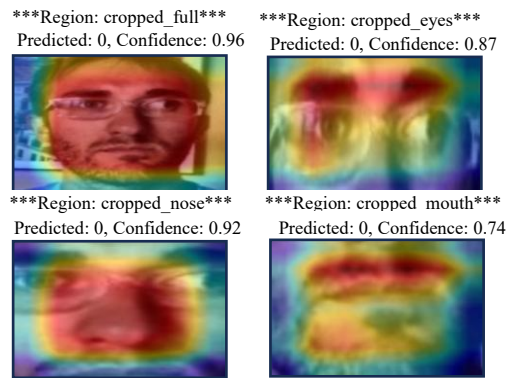 ***Region: cropped_full***
Predicted: 0, Confidence: 0.96
***Region: cropped_eyes***
Predicted: 0, Confidence: 0.87
***Region: cropped_nose***
Predicted: 0, Confidence: 0.92
***Region: cropped_mouth***
Predicted: 0, Confidence: 0.74